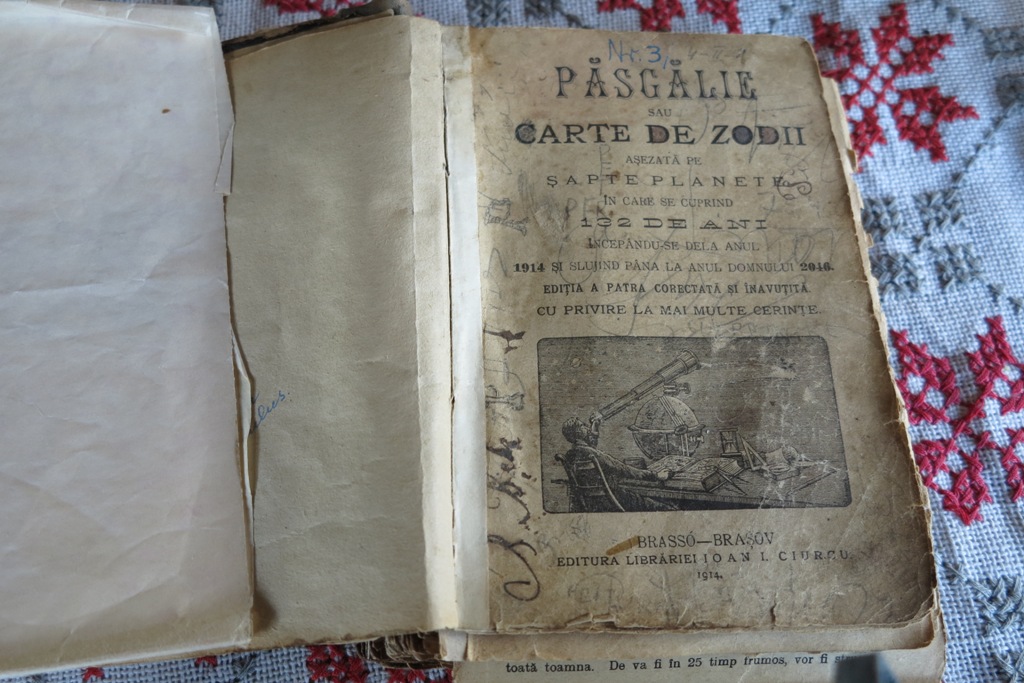 Nr. 3
PĂSGĂLIE
SAU
CARTE DE ZODII
AȘEZATĂ PE
ȘAPTE PLANETE
ÎN CARE SE CUPRIND
132 DE ANI
ÎNCEPÂNDU-SE DELA ANUL
1914 ȘI SLUJIND PÂNA LA ANUL DOMNULUI 2046.
EDIȚIA A PATRA CORECTATĂ ȘI ÎNAVUȚITĂ
CU PRIVIRE LA MAI MULTE CERINȚE.
BRASSÓ—BRAȘOV
EDITURA LIBRĂRIEI IOAN I. CIURCU.
1914.
toată toamna. De va fi în 25 timp frumos, vor fi